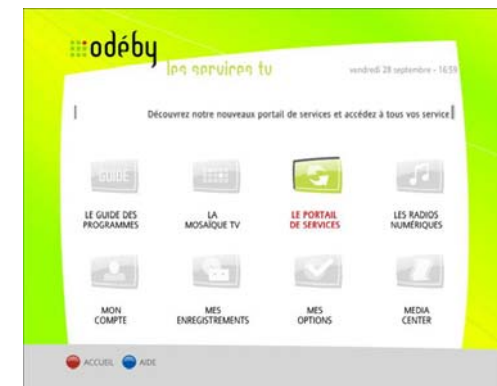 odéby
les services tv
vendredi 28 septembre - 16:59
Découvrez notre nouveaux portail de services et accédez à tous vos service
GUIDE
LE GUIDE DES
PROGRAMMES
LA
MOSAÏQUE TV
LE PORTAIL
DE SERVICES
LES RADIOS
NUMÉRIQUES
MON
COMPTE
MES
ENREGISTREMENTS
MES
OPTIONS
MEDIA
CENTER
ACCUEIL
AIDE